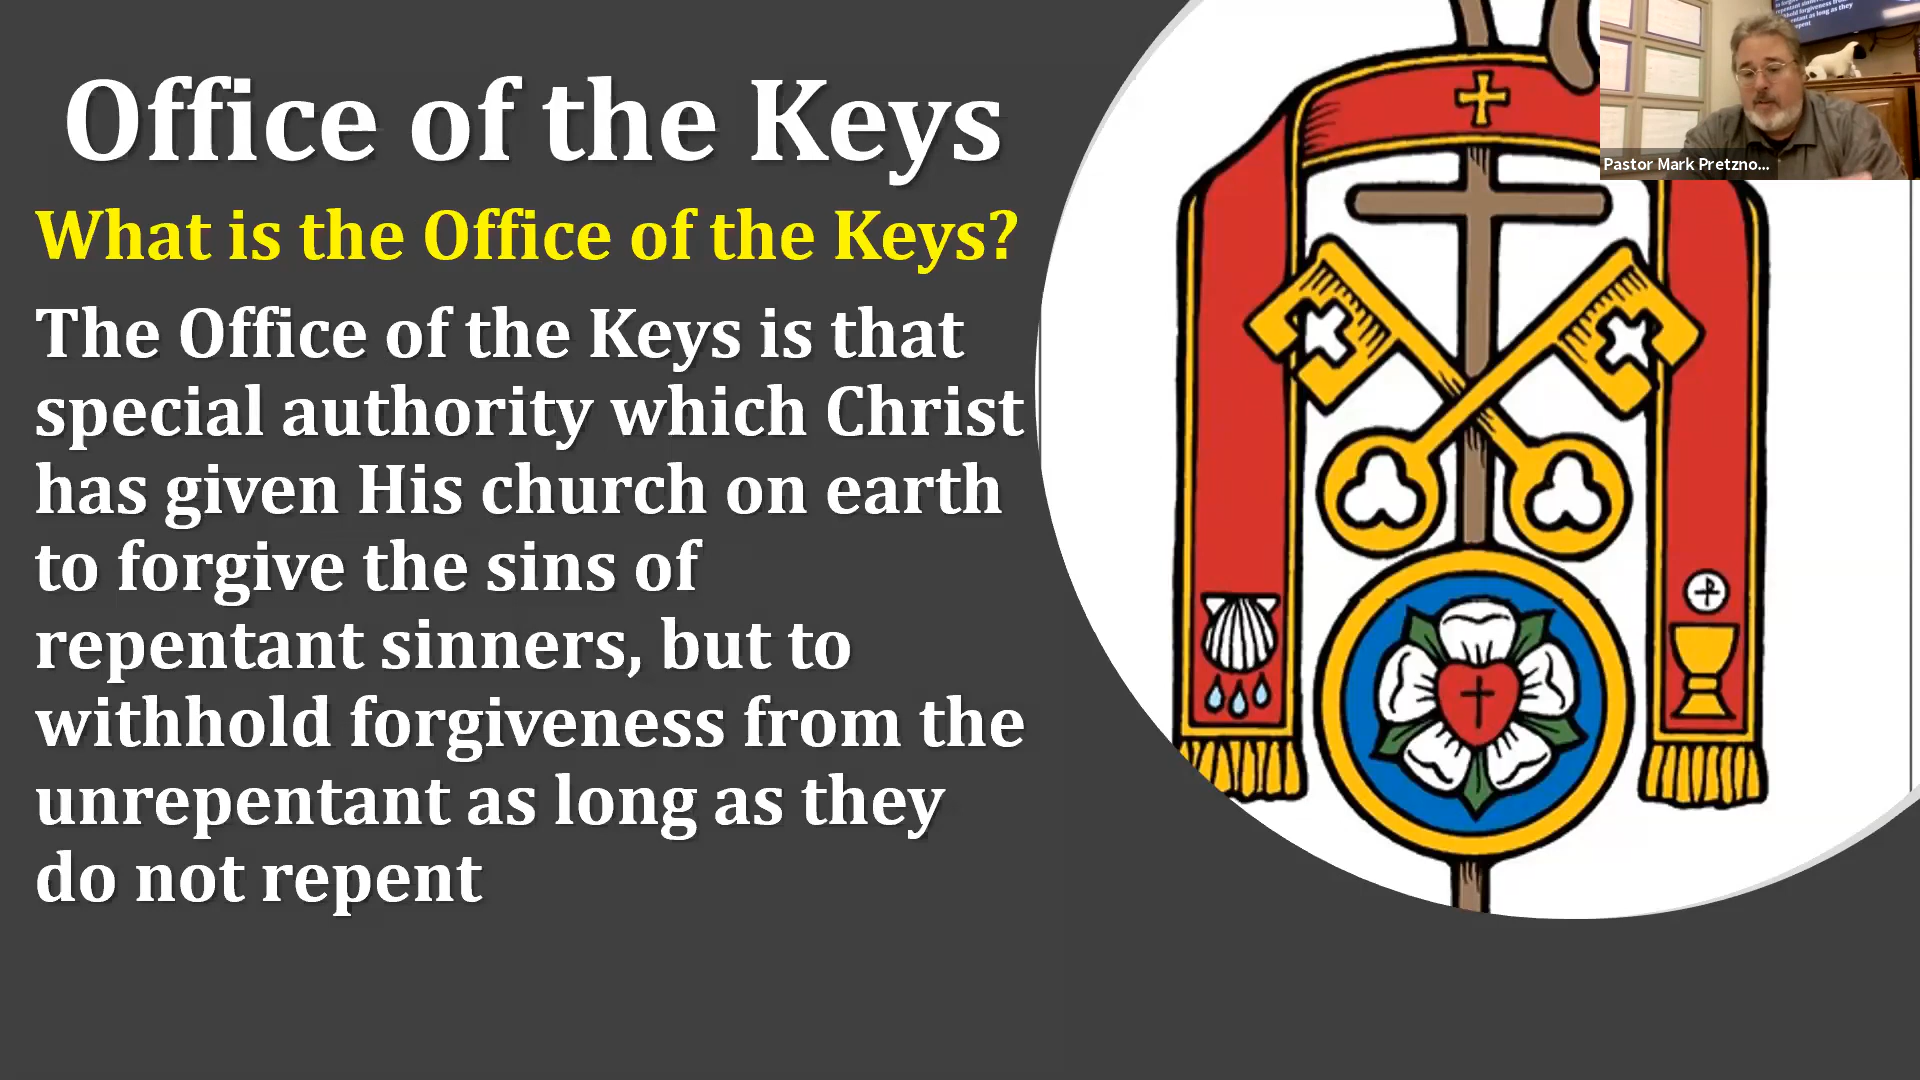 Office of the Keys
What is the Office of the Keys?
The Office of the Keys is that
special authority which Christ
has given His church on earth
to forgive the sins of
repentant sinners, but to
withhold forgiveness from the
unrepentant as long as they
do not repent
Pastor Mark Pretzno...